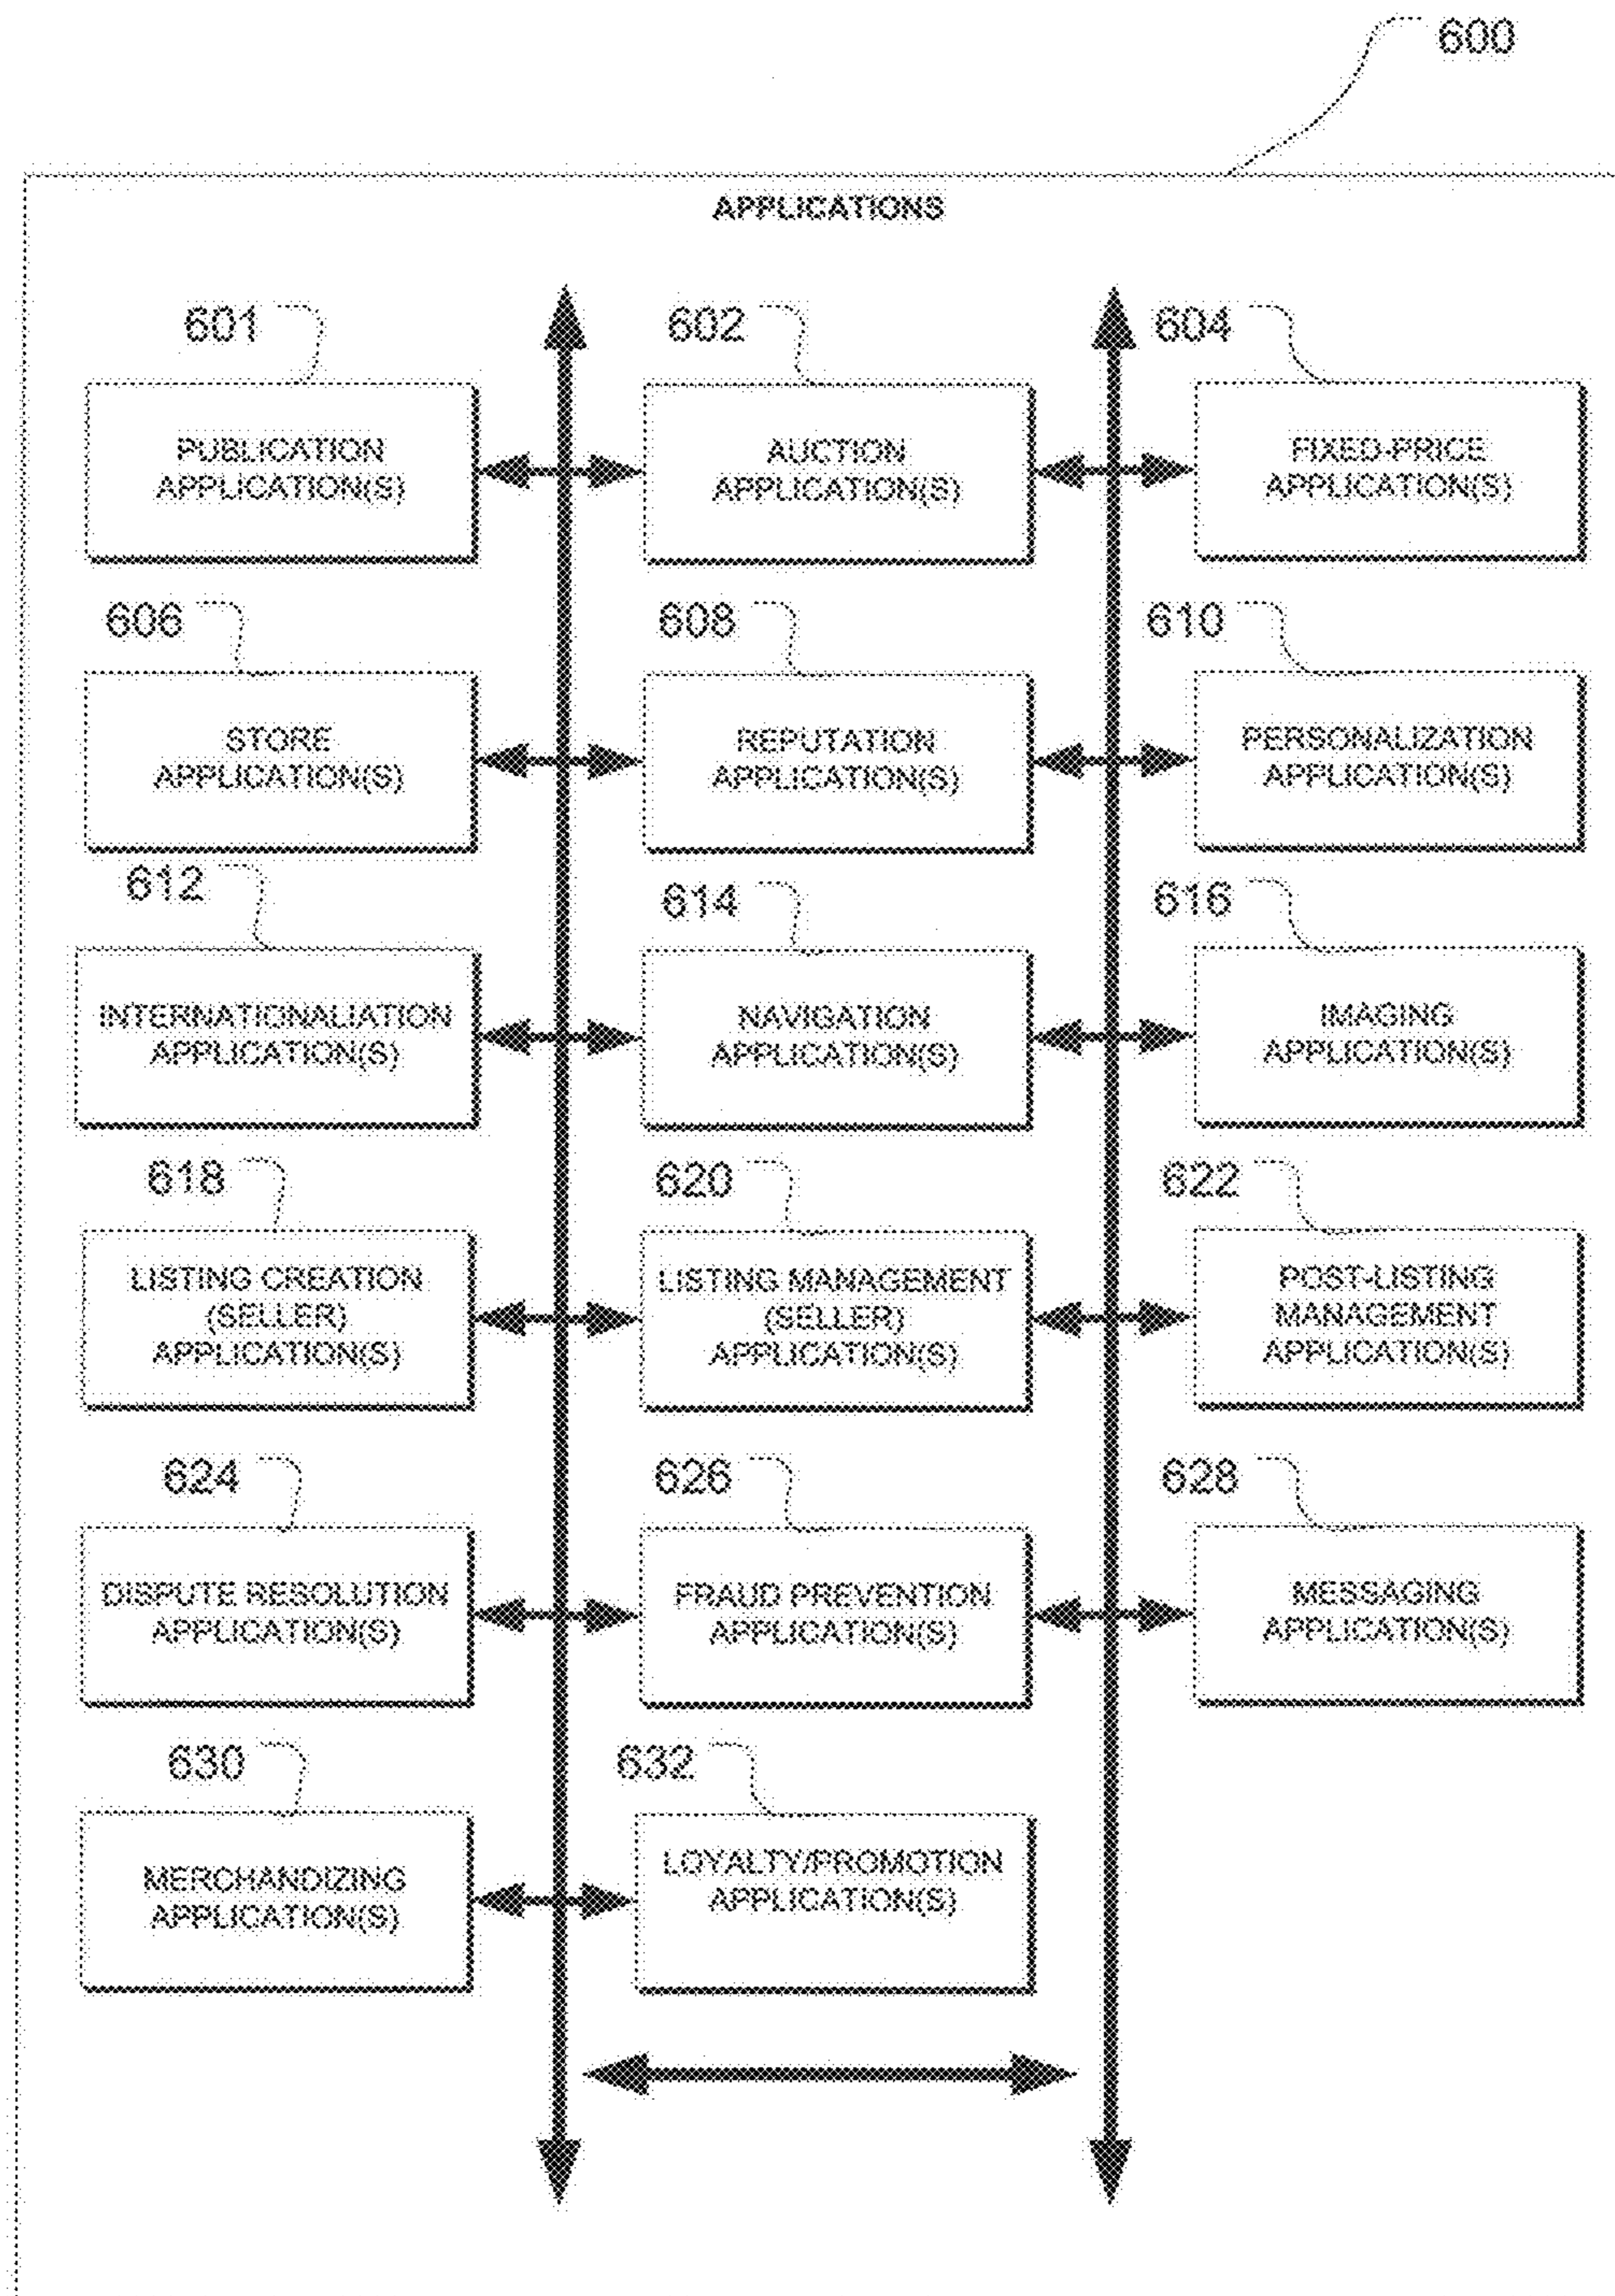 600
APPLICATIONS
601
602
604
PUBLICATION
APPLICATION(S)
AUCTION
APPLICATION(S)
FIXED-PRICE
APPLICATION(S)
606
608
610
STORE
APPLICATION(S)
REPUTATION
APPLICATION(S)
PERSONALIZATION
APPLICATION(S)
612
614
616
INTERNATIONALIATION
APPLICATION(S)
NAVIGATION
APPLICATION(S)
IMAGING
APPLICATION(S)
618
620
622
LISTING CREATION
(SELLER)
APPLICATION(S)
LISTING MANAGEMENT
(SELLER)
APPLICATION(S)
POST-LISTING
MANAGEMENT
APPLICATION(S)
624
626
628
DISPUTE RESOLUTION
APPLICATION(S)
FRAUD PREVENTION
APPLICATION(S)
MESSAGING
APPLICATION(S)
630
632
MERCHANDIZING
APPLICATION(S)
LOYALTY/PROMOTION
APPLICATION(S)